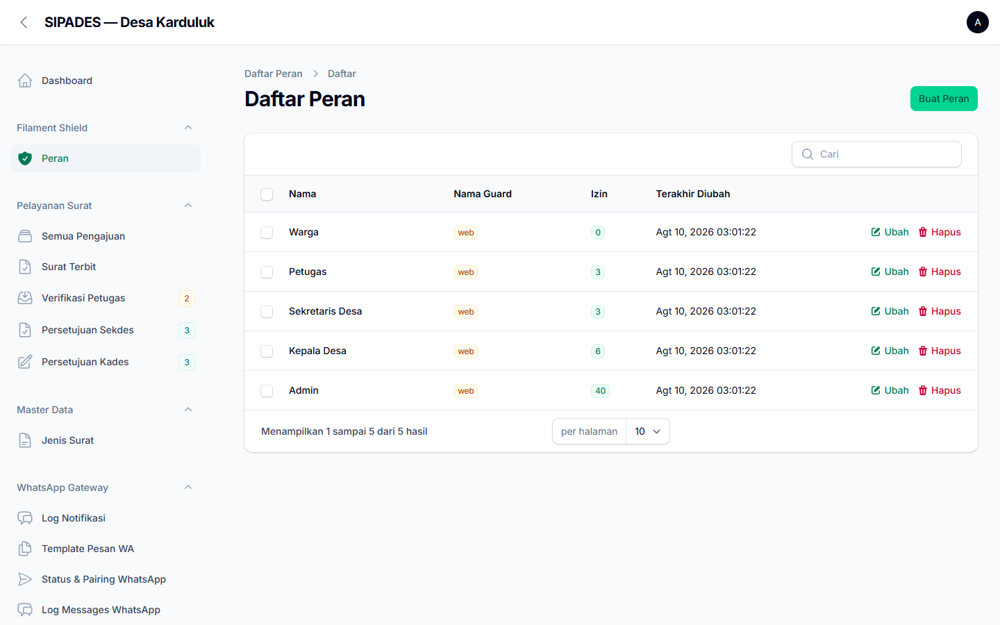 SIPADES — Desa Karduluk
A
Dashboard
Filament Shield
Peran
Pelayanan Surat
Semua Pengajuan
Surat Terbit
Verifikasi Petugas 2
Persetujuan Sekdes 3
Persetujuan Kades 3
Master Data
Jenis Surat
WhatsApp Gateway
Log Notifikasi
Template Pesan WA
Status & Pairing WhatsApp
Log Messages WhatsApp
Daftar Peran Daftar
Daftar Peran
Buat Peran
Cari
Nama Nama Guard Izin Terakhir Diubah
Warga web 0 Agt 10, 2026 03:01:22 Ubah Hapus
Petugas web 3 Agt 10, 2026 03:01:22 Ubah Hapus
Sekretaris Desa web 3 Agt 10, 2026 03:01:22 Ubah Hapus
Kepala Desa web 6 Agt 10, 2026 03:01:22 Ubah Hapus
Admin web 40 Agt 10, 2026 03:01:22 Ubah Hapus
Menampilkan 1 sampai 5 dari 5 hasil per halaman 10